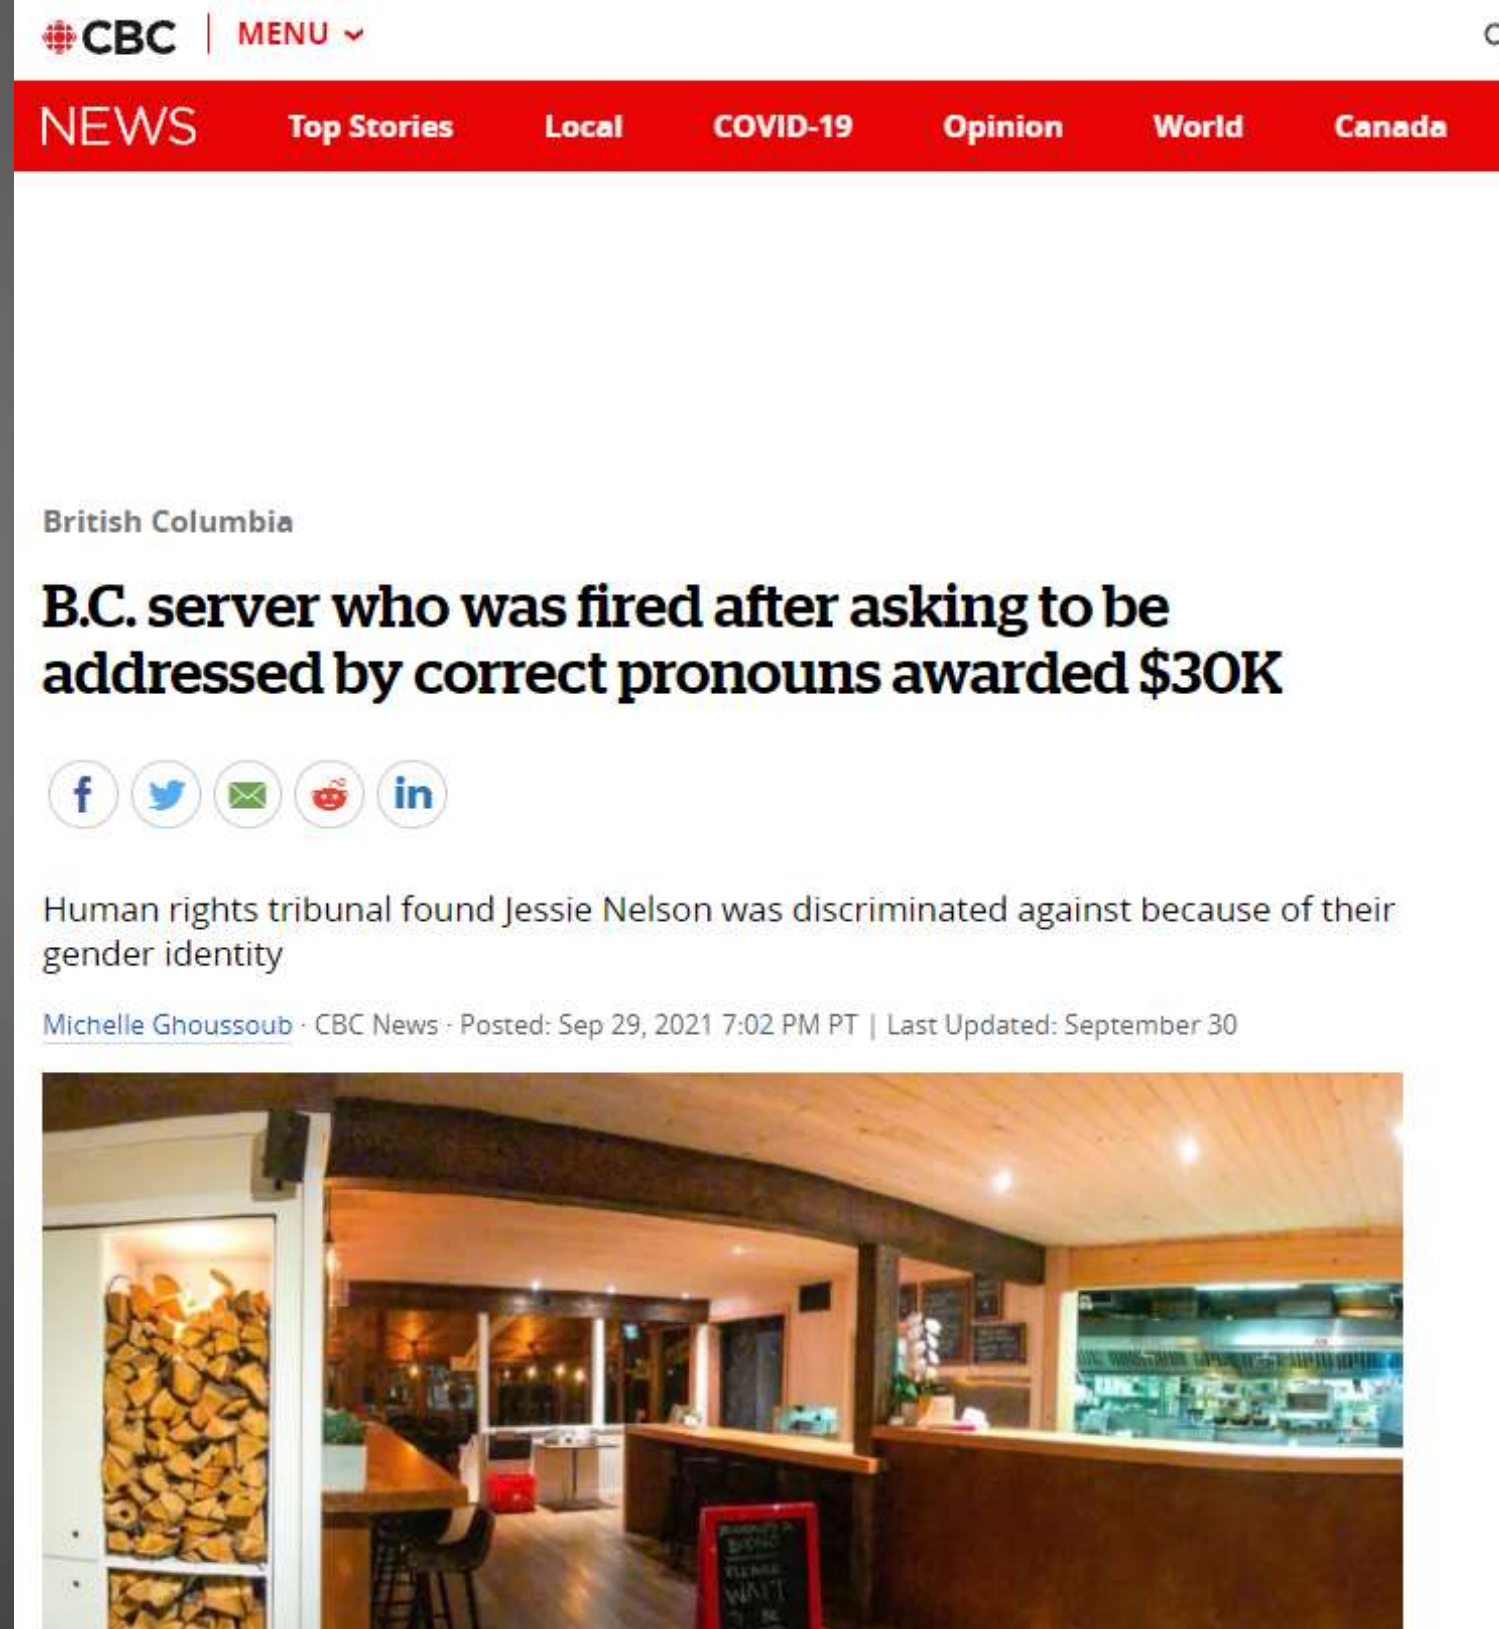 CBC MENU
NEWS Top Stories Local COVID-19 Opinion World Canada
British Columbia
B.C. server who was fired after asking to be
addressed by correct pronouns awarded $30K
f in
Human rights tribunal found Jessie Nelson was discriminated against because of their
gender identity
Michelle Ghoussoub · CBC News · Posted: Sep 29, 2021 7:02 PM PT | Last Updated: September 30
PLEASE
WAIT